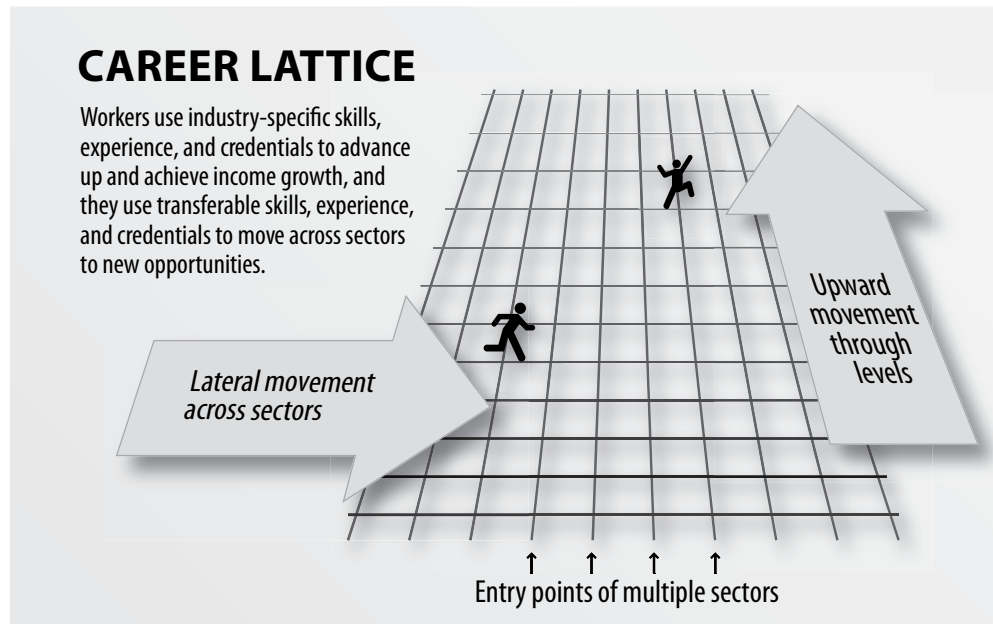 CAREER LATTICE
Workers use industry-specific skills,
experience, and credentials to advance
up and achieve income growth, and
they use transferable skills, experience,
and credentials to move across sectors
to new opportunities.
Lateral movement
across sectors
Upward
movement
through
levels
Entry points of multiple sectors